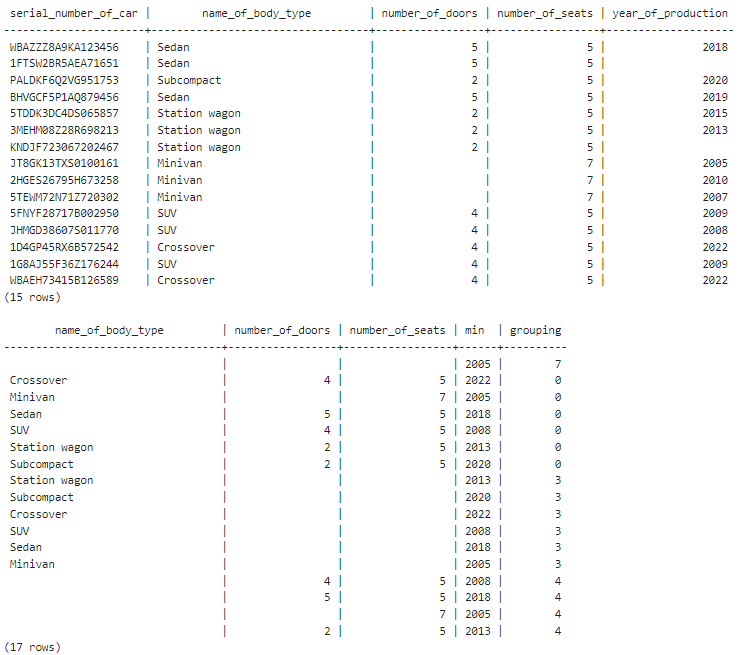 serial_number_of_car | name_of_body_type | number_of_doors | number_of_seats | year_of_production
---------------------+-------------------------------+-----------------+-----------------+--------------------
WBAZZZ8A9KA123456 | Sedan | 5 | 5 | 2018
1FTSW2BR5AEA71651 | Sedan | 5 | 5 |
PALDKF6Q2VG951753 | Subcompact | 2 | 5 | 2020
BHVGCF5P1AQ879456 | Sedan | 5 | 5 | 2019
5TDDK3DC4DS065857 | Station wagon | 2 | 5 | 2015
3MEHM08Z28R698213 | Station wagon | 2 | 5 | 2013
KNDJF723067202467 | Station wagon | 2 | 5 |
JT8GK13TXS0100161 | Minivan | | 7 | 2005
2HGES26795H673258 | Minivan | | 7 | 2010
5TEWM72N71Z720302 | Minivan | | 7 | 2007
5FNYF28717B002950 | SUV | 4 | 5 | 2009
JHMGD38607S011770 | SUV | 4 | 5 | 2008
1D4GP45RX6B572542 | Crossover | 4 | 5 | 2022
1G8AJ55F36Z176244 | SUV | 4 | 5 | 2009
WBAEH73415B126589 | Crossover | 4 | 5 | 2022
(15 rows)
name_of_body_type | number_of_doors | number_of_seats | min | grouping
-------------------------------+-----------------+-----------------+------+----------
| | | 2005 | 7
Crossover | 4 | 5 | 2022 | 0
Minivan | | 7 | 2005 | 0
Sedan | 5 | 5 | 2018 | 0
SUV | 4 | 5 | 2008 | 0
Station wagon | 2 | 5 | 2013 | 0
Subcompact | 2 | 5 | 2020 | 0
Station wagon | | | 2013 | 3
Subcompact | | | 2020 | 3
Crossover | | | 2022 | 3
SUV | | | 2008 | 3
Sedan | | | 2018 | 3
Minivan | | | 2005 | 3
| 4 | 5 | 2008 | 4
| 5 | 5 | 2018 | 4
| | 7 | 2005 | 4
| 2 | 5 | 2013 | 4
(17 rows)